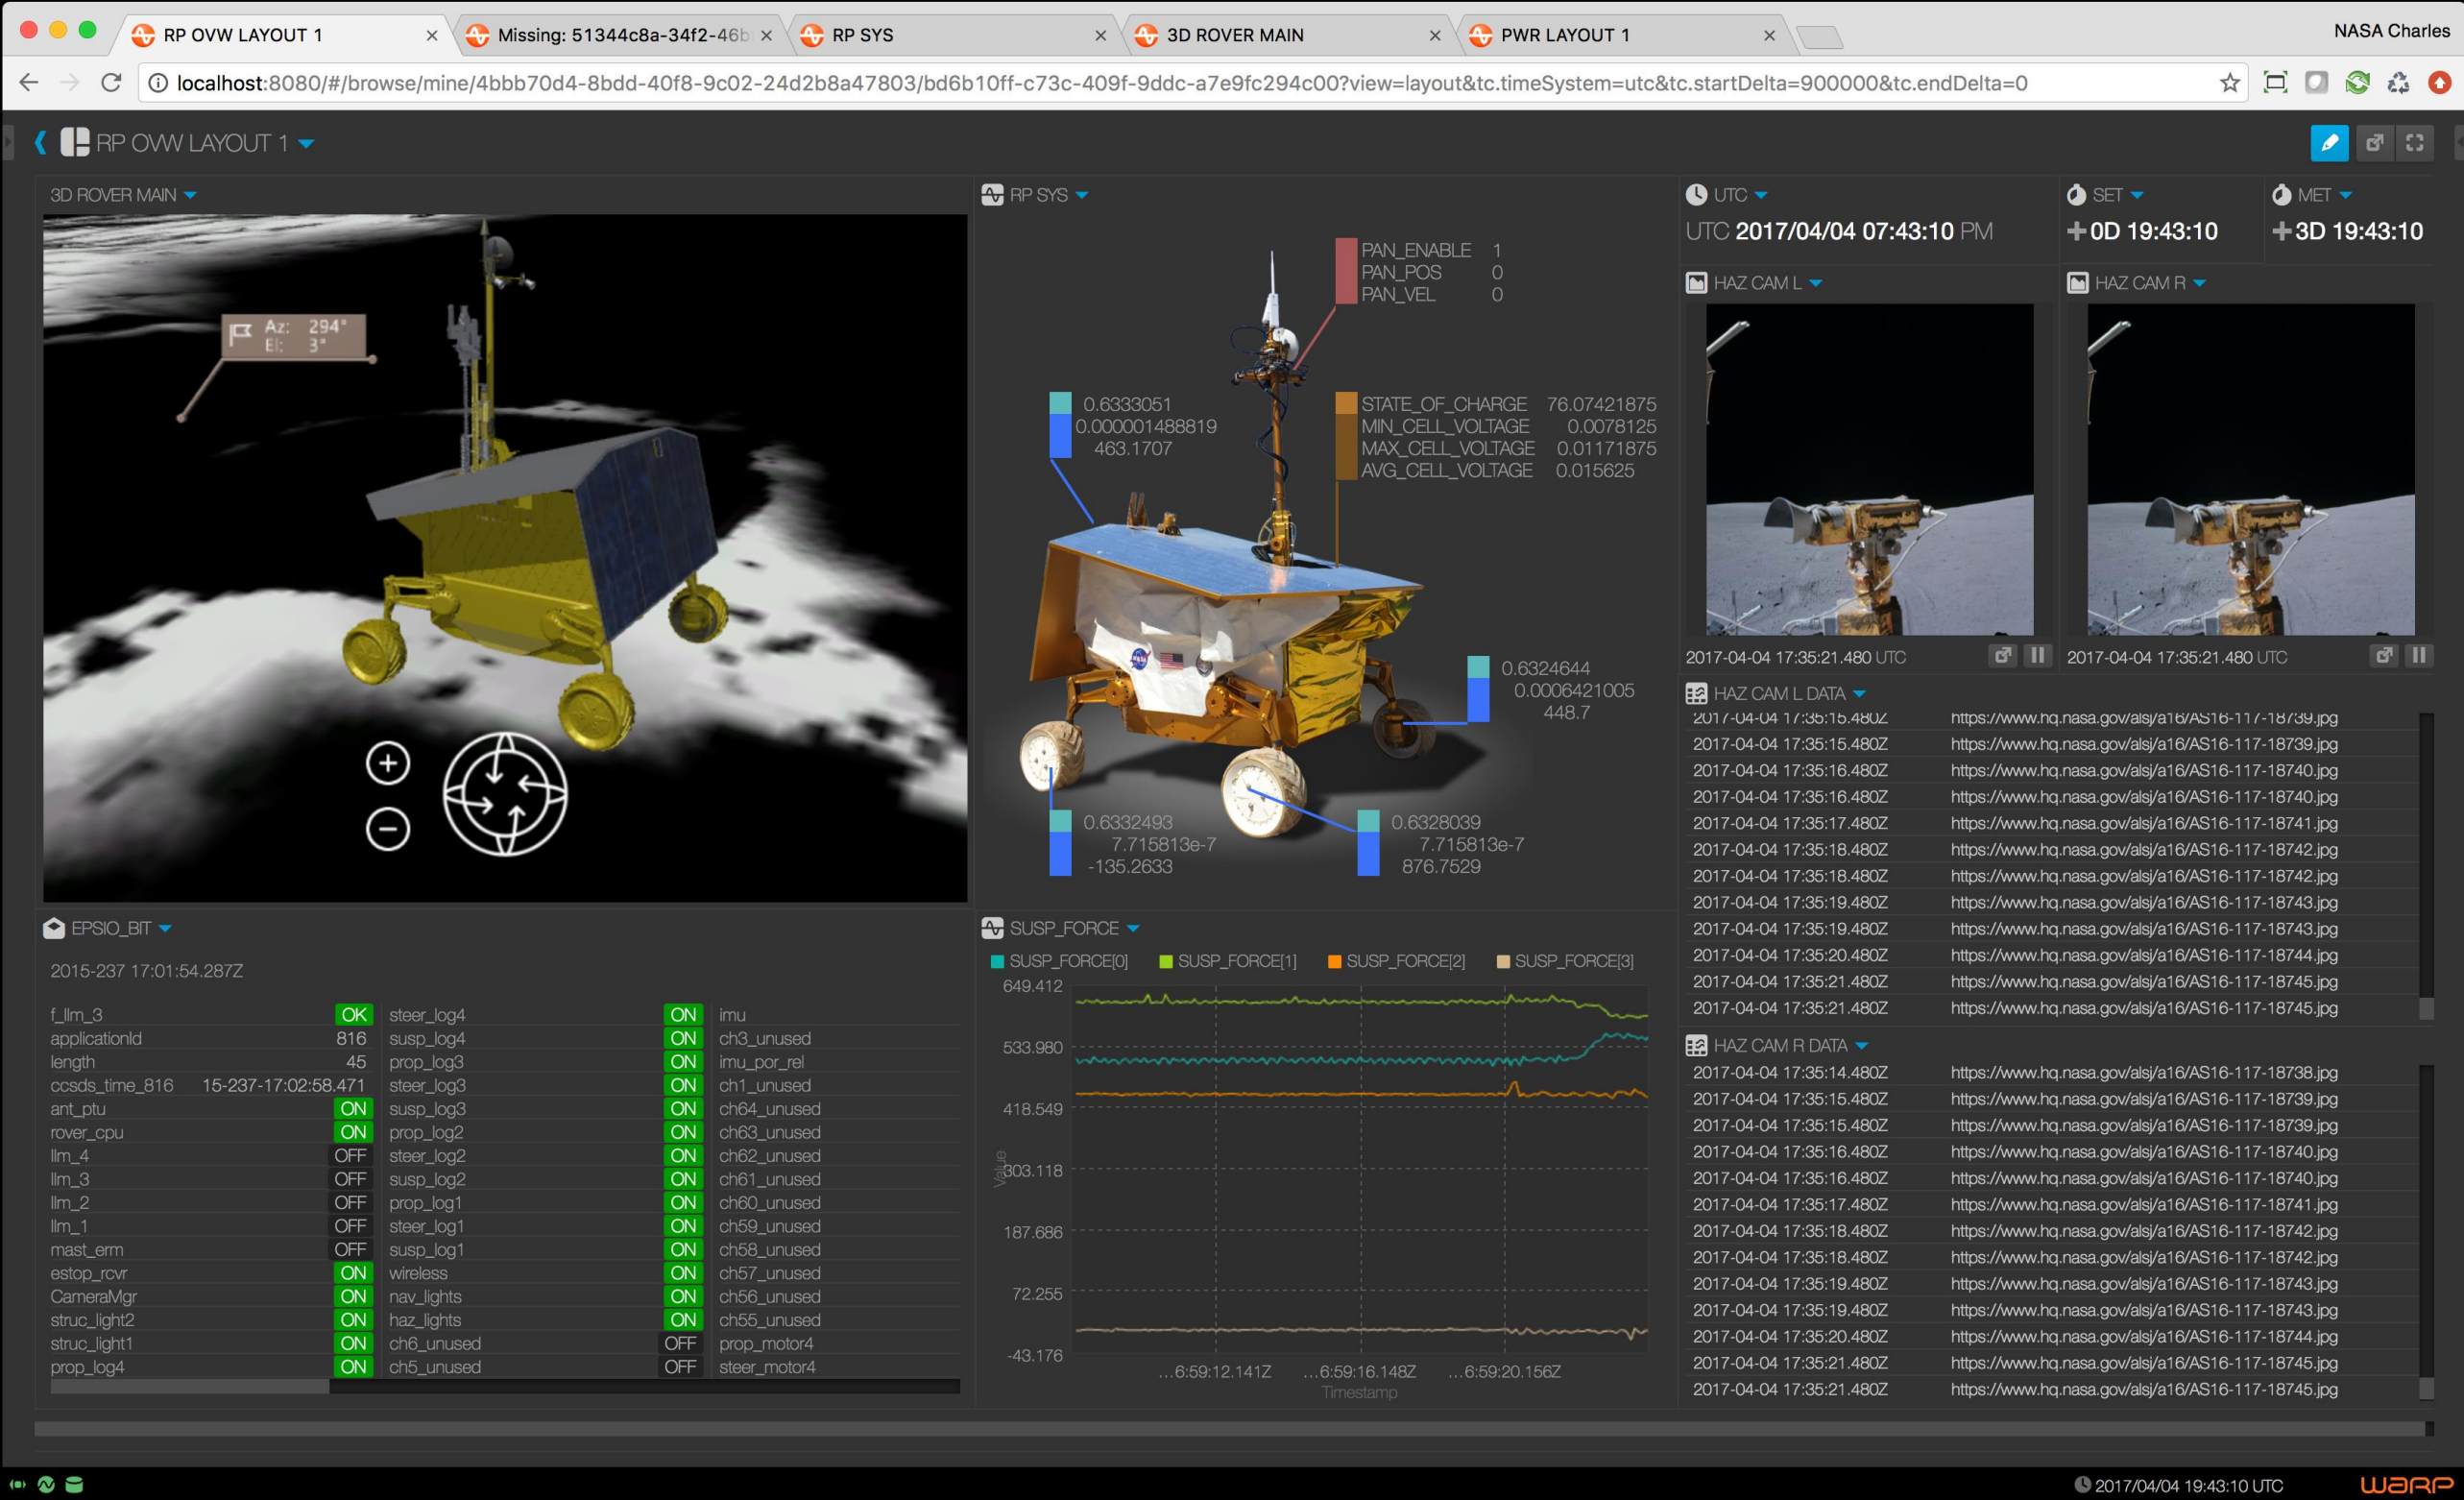 RP OVW LAYOUT 1
Missing: 51344c8a-34f2-46b
RP SYS
3D ROVER MAIN
PWR LAYOUT 1
NASA Charles
localhost:8080/#/browse/mine/4bbb70d4-8bdd-40f8-9c02-24d2b8a47803/bd6b10ff-c73c-409f-9ddc-a7e9fc294c00?view=layout&tc.timeSystem=utc&tc.startDelta=900000&tc.endDelta=0
RP OVW LAYOUT 1
3D ROVER MAIN
Az: 294°
El: 3°
RP SYS
PAN_ENABLE 1
PAN_POS 0
PAN_VEL 0
0.6333051
0.000001488819
463.1707
STATE_OF_CHARGE 76.07421875
MIN_CELL_VOLTAGE 0.0078125
MAX_CELL_VOLTAGE 0.01171875
AVG_CELL_VOLTAGE 0.015625
NASA
0.6324644
0.0006421005
448.7
0.6332493
7.715813e-7
-135.2633
0.6328039
7.715813e-7
876.7529
UTC
UTC 2017/04/04 07:43:10 PM
SET
+0D 19:43:10
MET
+3D 19:43:10
HAZ CAM L
2017-04-04 17:35:21.480 UTC
HAZ CAM R
2017-04-04 17:35:21.480 UTC
HAZ CAM L DATA
2017-04-04 17:35:15.480Z https://www.hq.nasa.gov/alsj/a16/AS16-117-18739.jpg
2017-04-04 17:35:15.480Z https://www.hq.nasa.gov/alsj/a16/AS16-117-18739.jpg
2017-04-04 17:35:16.480Z https://www.hq.nasa.gov/alsj/a16/AS16-117-18740.jpg
2017-04-04 17:35:16.480Z https://www.hq.nasa.gov/alsj/a16/AS16-117-18740.jpg
2017-04-04 17:35:17.480Z https://www.hq.nasa.gov/alsj/a16/AS16-117-18741.jpg
2017-04-04 17:35:18.480Z https://www.hq.nasa.gov/alsj/a16/AS16-117-18742.jpg
2017-04-04 17:35:18.480Z https://www.hq.nasa.gov/alsj/a16/AS16-117-18742.jpg
2017-04-04 17:35:19.480Z https://www.hq.nasa.gov/alsj/a16/AS16-117-18743.jpg
2017-04-04 17:35:19.480Z https://www.hq.nasa.gov/alsj/a16/AS16-117-18743.jpg
2017-04-04 17:35:20.480Z https://www.hq.nasa.gov/alsj/a16/AS16-117-18744.jpg
2017-04-04 17:35:21.480Z https://www.hq.nasa.gov/alsj/a16/AS16-117-18745.jpg
2017-04-04 17:35:21.480Z https://www.hq.nasa.gov/alsj/a16/AS16-117-18745.jpg
HAZ CAM R DATA
2017-04-04 17:35:14.480Z https://www.hq.nasa.gov/alsj/a16/AS16-117-18738.jpg
2017-04-04 17:35:15.480Z https://www.hq.nasa.gov/alsj/a16/AS16-117-18739.jpg
2017-04-04 17:35:15.480Z https://www.hq.nasa.gov/alsj/a16/AS16-117-18739.jpg
2017-04-04 17:35:16.480Z https://www.hq.nasa.gov/alsj/a16/AS16-117-18740.jpg
2017-04-04 17:35:16.480Z https://www.hq.nasa.gov/alsj/a16/AS16-117-18740.jpg
2017-04-04 17:35:17.480Z https://www.hq.nasa.gov/alsj/a16/AS16-117-18741.jpg
2017-04-04 17:35:18.480Z https://www.hq.nasa.gov/alsj/a16/AS16-117-18742.jpg
2017-04-04 17:35:18.480Z https://www.hq.nasa.gov/alsj/a16/AS16-117-18742.jpg
2017-04-04 17:35:19.480Z https://www.hq.nasa.gov/alsj/a16/AS16-117-18743.jpg
2017-04-04 17:35:19.480Z https://www.hq.nasa.gov/alsj/a16/AS16-117-18743.jpg
2017-04-04 17:35:20.480Z https://www.hq.nasa.gov/alsj/a16/AS16-117-18744.jpg
2017-04-04 17:35:21.480Z https://www.hq.nasa.gov/alsj/a16/AS16-117-18745.jpg
2017-04-04 17:35:21.480Z https://www.hq.nasa.gov/alsj/a16/AS16-117-18745.jpg
EPSIO_BIT
2015-237 17:01:54.287Z
f_llm_3 OK steer_log4 ON imu
applicationId 816 susp_log4 ON ch3_unused
length 45 prop_log3 ON imu_por_rel
ccsds_time_816 15-237-17:02:58.471 steer_log3 ON ch1_unused
ant_ptu ON susp_log3 ON ch64_unused
rover_cpu ON prop_log2 ON ch63_unused
llm_4 OFF steer_log2 ON ch62_unused
llm_3 OFF susp_log2 ON ch61_unused
llm_2 OFF prop_log1 ON ch60_unused
llm_1 OFF steer_log1 ON ch59_unused
mast_erm OFF susp_log1 ON ch58_unused
estop_rcvr ON wireless ON ch57_unused
CameraMgr ON nav_lights ON ch56_unused
struc_light2 ON haz_lights ON ch55_unused
struc_light1 ON ch6_unused OFF prop_motor4
prop_log4 ON ch5_unused OFF steer_motor4
SUSP_FORCE
SUSP_FORCE[0] SUSP_FORCE[1] SUSP_FORCE[2] SUSP_FORCE[3]
649.412
533.980
418.549
Value
303.118
187.686
72.255
-43.176
...6:59:12.141Z ...6:59:16.148Z ...6:59:20.156Z
Timestamp
2017/04/04 19:43:10 UTC
WARP